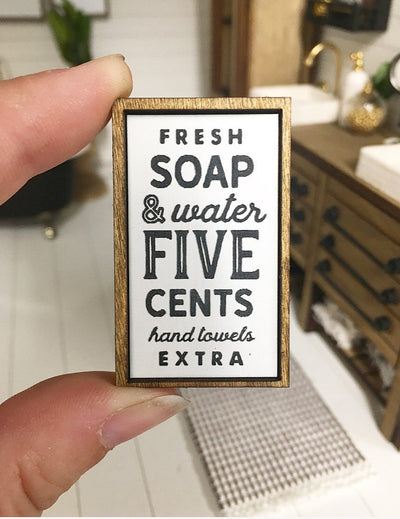 FRESH
SOAP
& water
FIVE
CENTS
hand towels
EXTRA